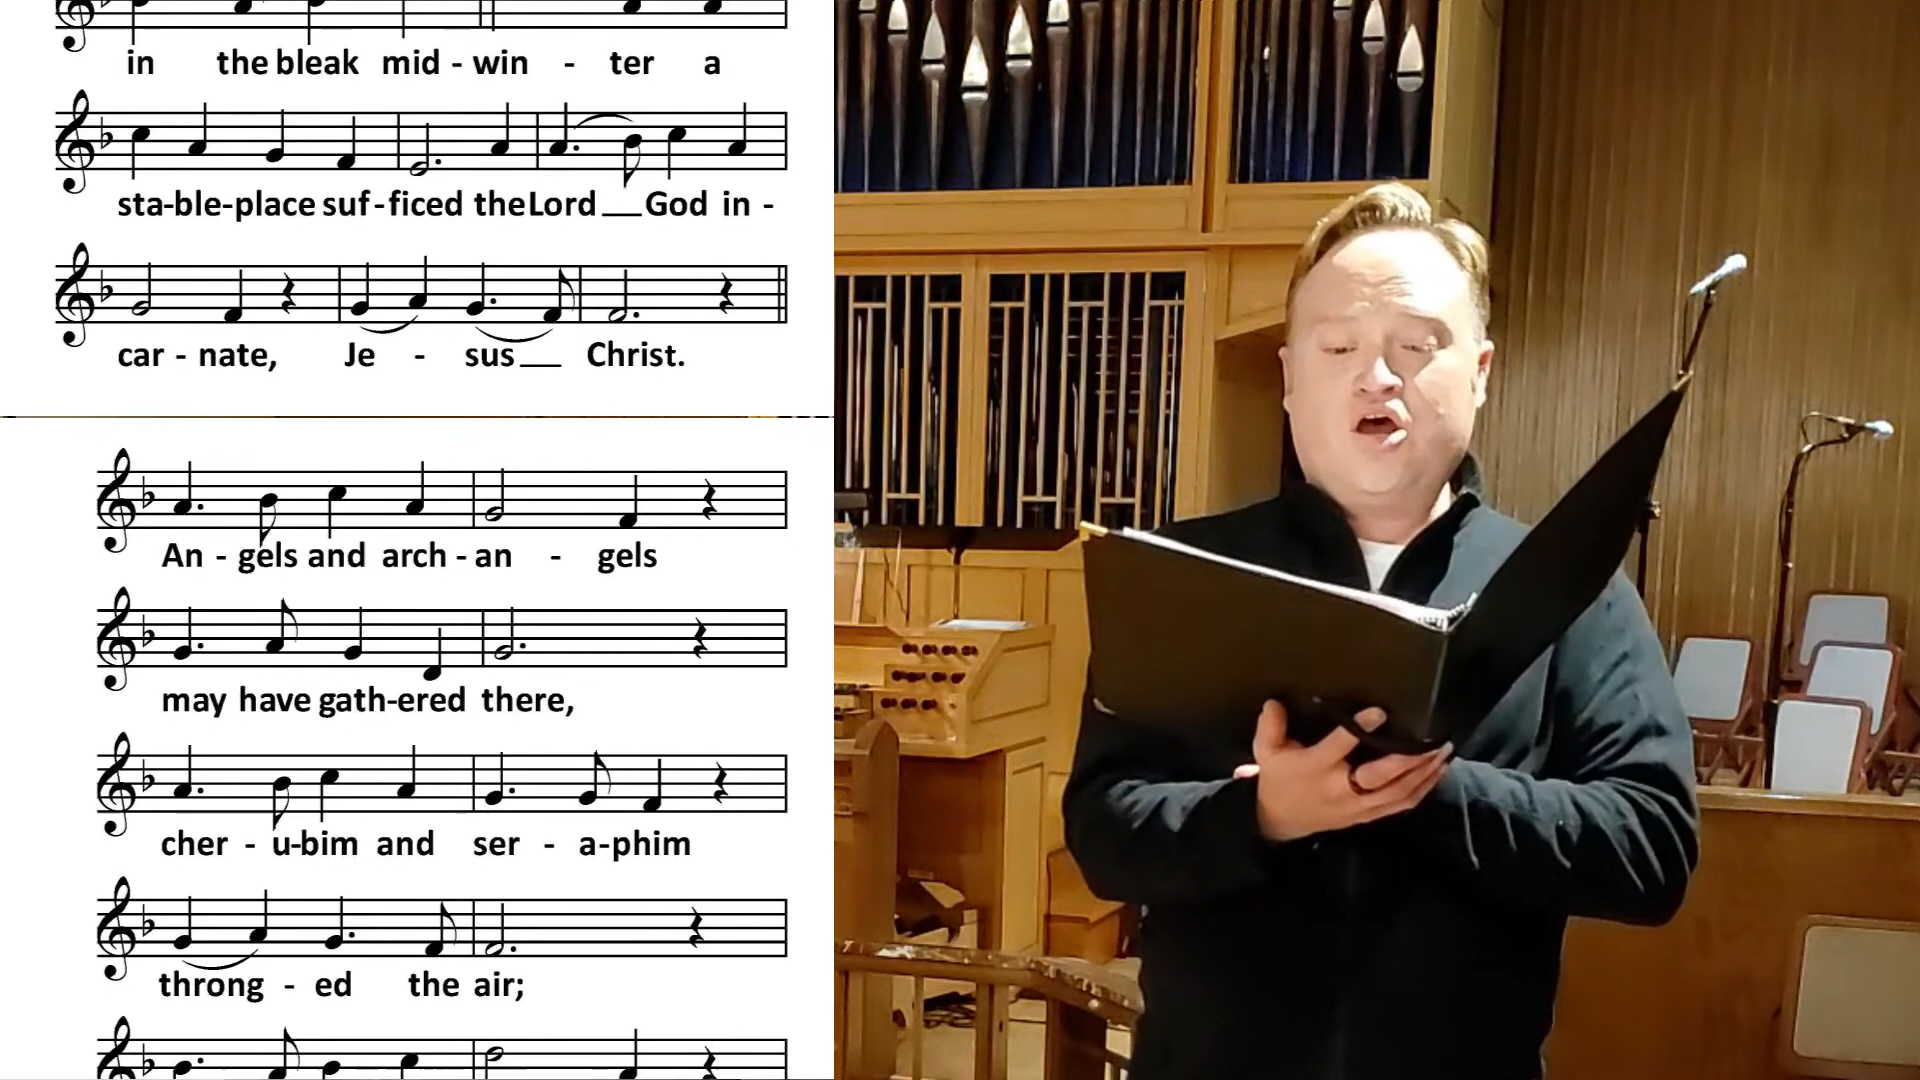 in the bleak mid - win - ter a
sta-ble-place suf-ficed the Lord __ God in -
car - nate, Je - sus __ Christ.
An - gels and arch - an - gels
may have gath-ered there,
cher - u-bim and ser - a-phim
throng - ed the air;